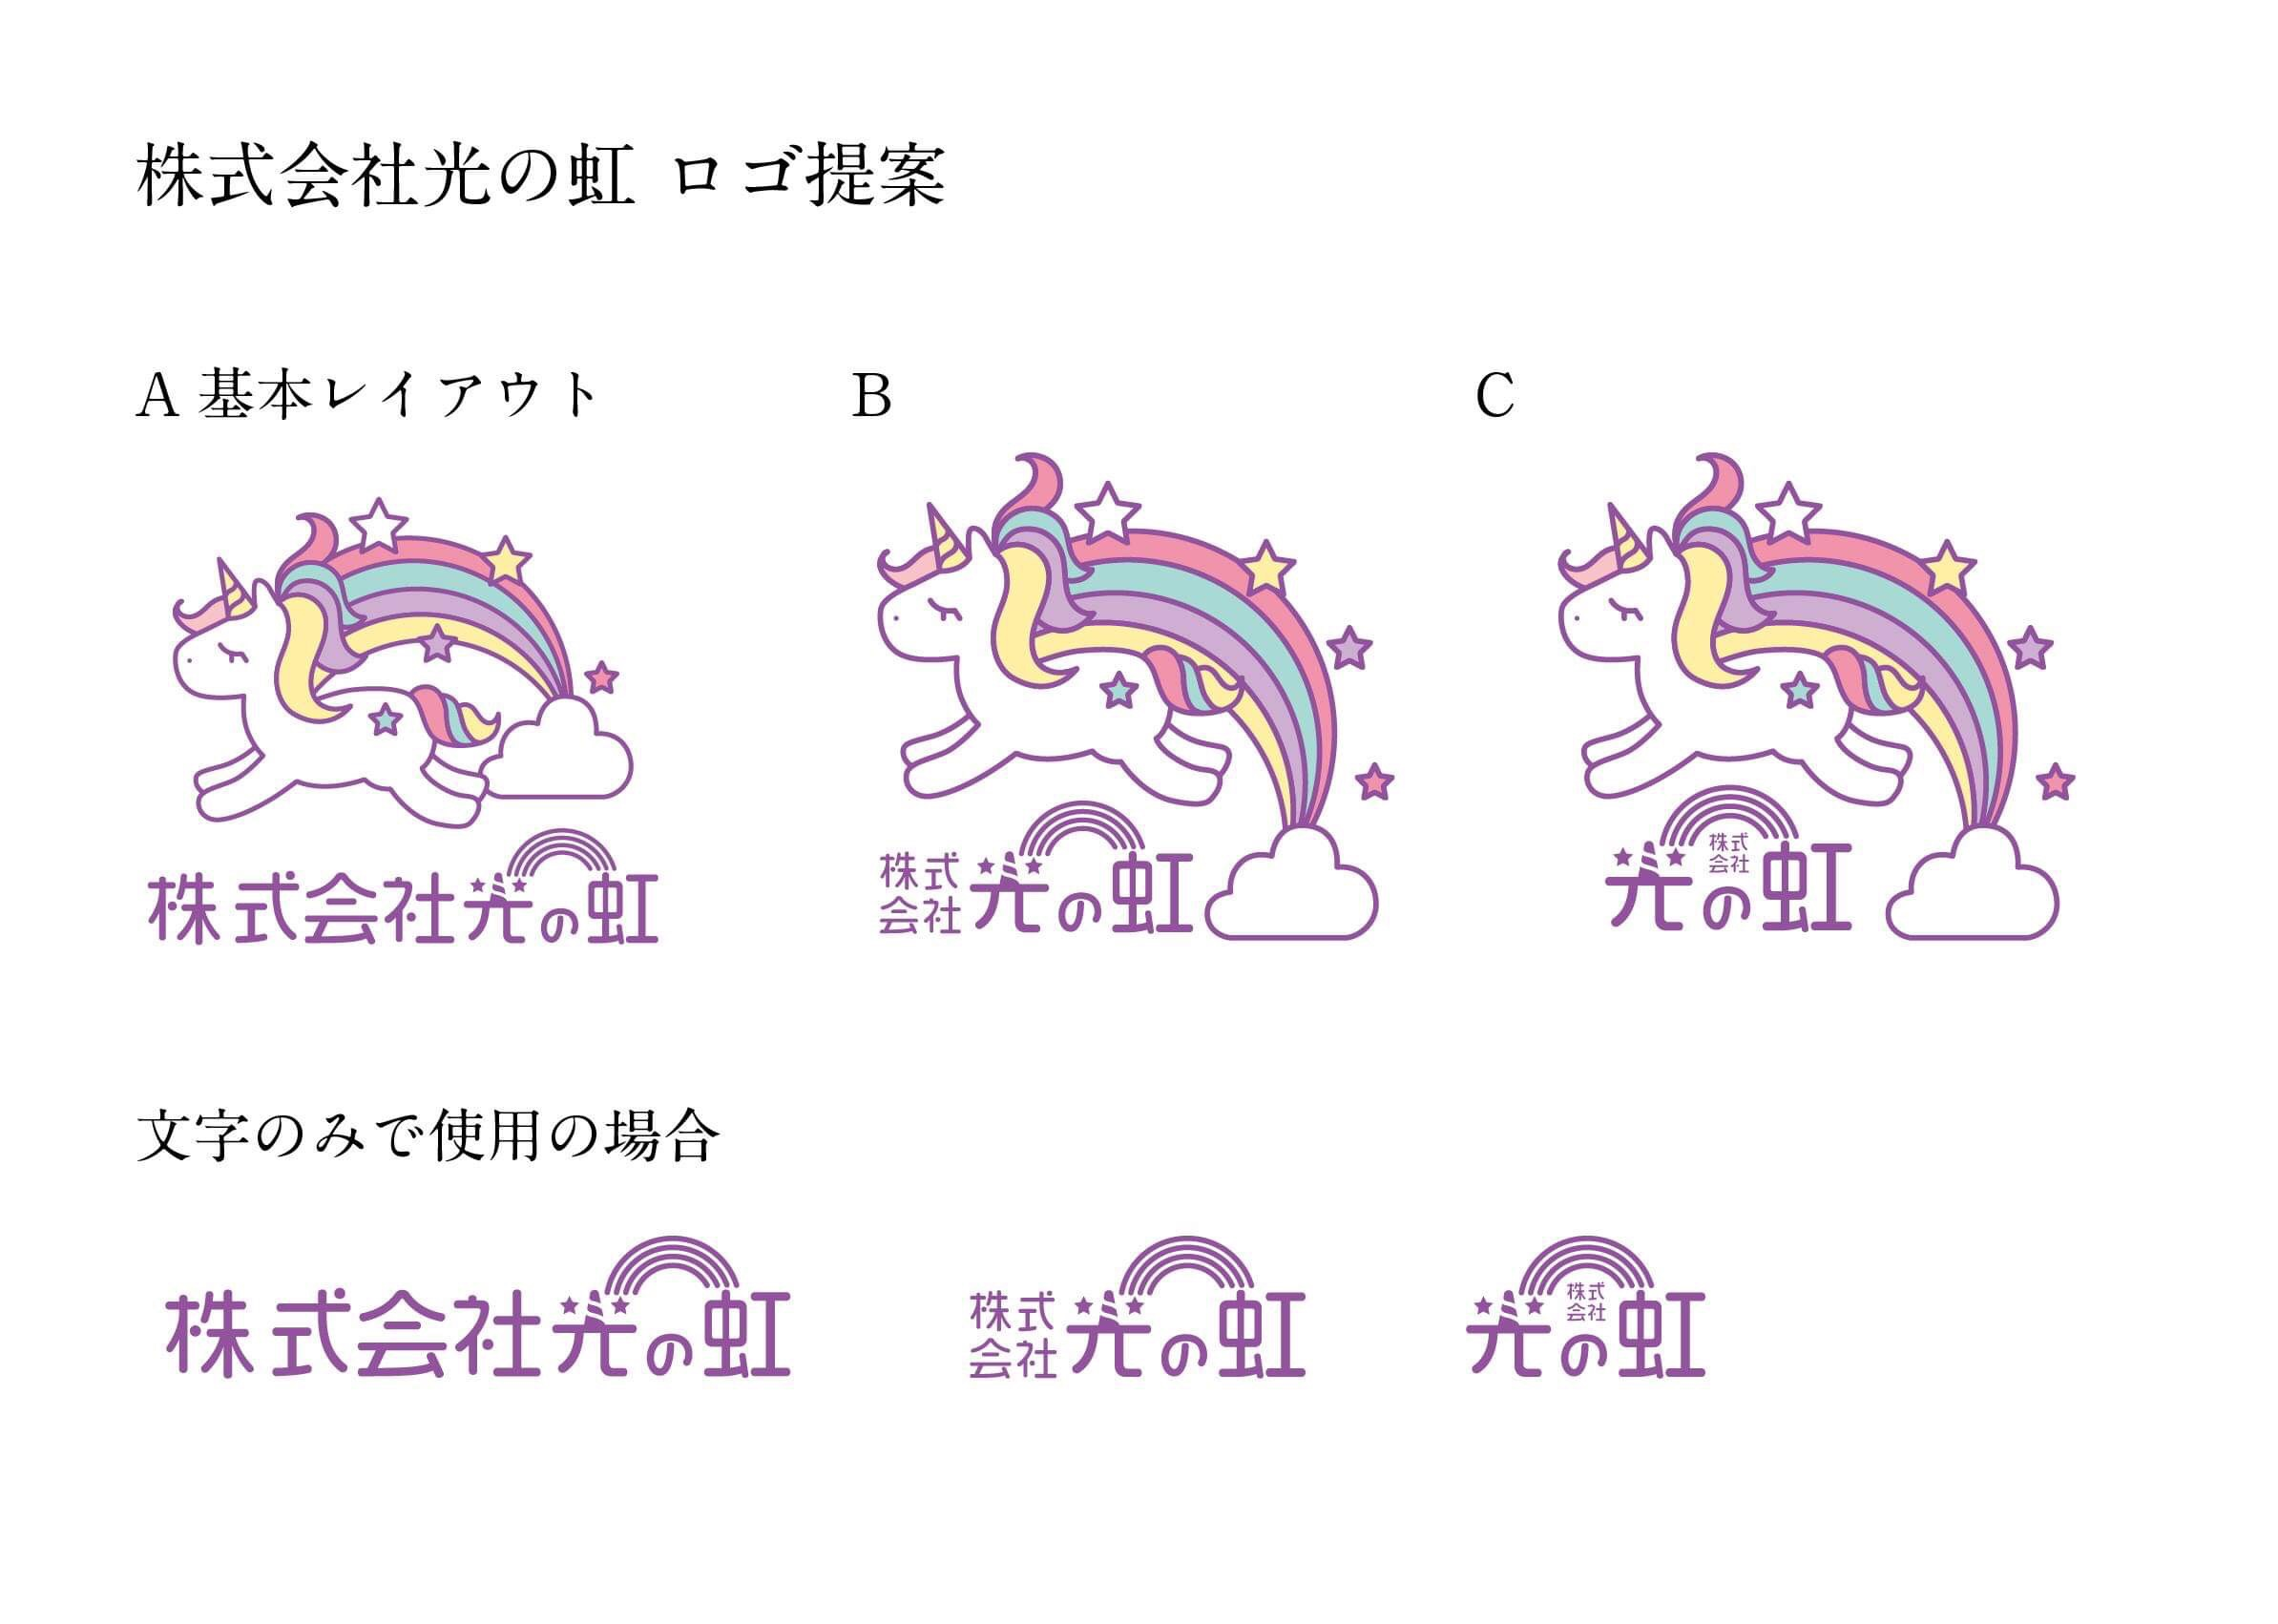 株式会社光の虹 ロゴ提案
A 基本レイアウト
B
C
株式会社光の虹
株式
会社
光の虹
株式
会社
光の虹
文字のみで使用の場合
株式会社光の虹
株式
会社
光の虹
株式
会社
光の虹